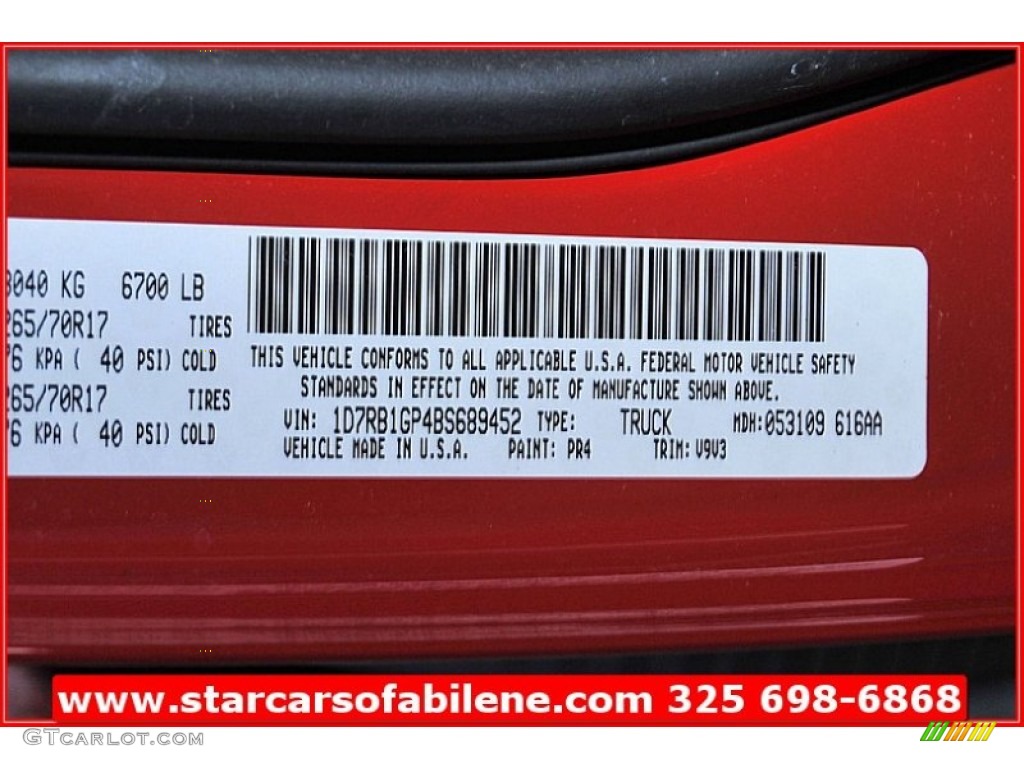 3040 KG 6700 LB
265/70R17 TIRES
76 KPA ( 40 PSI) COLD
265/70R17 TIRES
76 KPA ( 40 PSI) COLD
THIS VEHICLE CONFORMS TO ALL APPLICABLE U.S.A. FEDERAL MOTOR VEHICLE SAFETY
STANDARDS IN EFFECT ON THE DATE OF MANUFACTURE SHOWN ABOVE.
VIN: 1D7RB1GP4BS689452 TYPE: TRUCK MDH:053109 616AA
VEHICLE MADE IN U.S.A. PAINT: PR4 TRIM: V9V3
www.starcarsofabilene.com 325 698-6868
GTcarlot.com